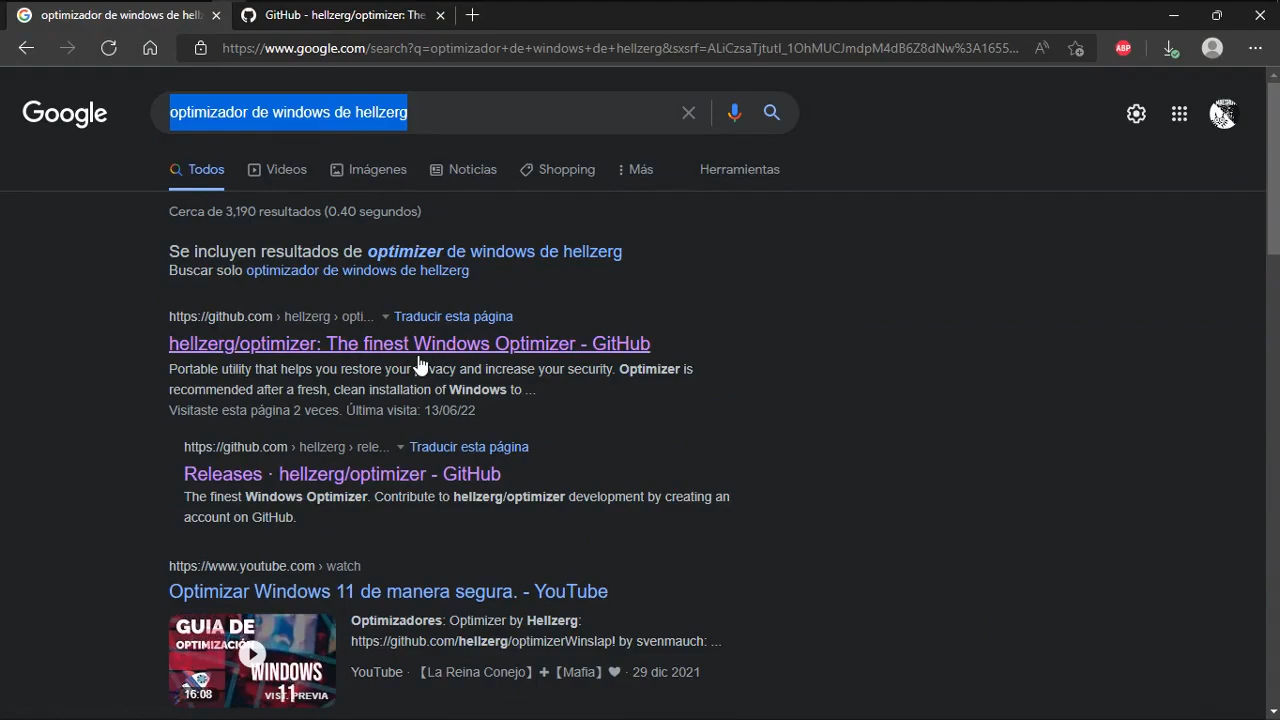 optimizador de windows de hell
GitHub - hellzerg/optimizer: The
https://www.google.com/search?q=optimizador+de+windows+de+hellzerg&sxsrf=ALiCzsaTjtutI_1OhMUCJmdpM4dB6Z8dNw%3A1655...
ABP
Google
optimizador de windows de hellzerg
Todos
Videos
Imágenes
Noticias
Shopping
Más
Herramientas
Cerca de 3,190 resultados (0.40 segundos)
Se incluyen resultados de optimizer de windows de hellzerg
Buscar solo optimizador de windows de hellzerg
https://github.com › hellzerg › opti... Traducir esta página
hellzerg/optimizer: The finest Windows Optimizer - GitHub
Portable utility that helps you restore your privacy and increase your security. Optimizer is
recommended after a fresh, clean installation of Windows to ...
Visitaste esta página 2 veces. Última visita: 13/06/22
https://github.com › hellzerg › rele... Traducir esta página
Releases · hellzerg/optimizer - GitHub
The finest Windows Optimizer. Contribute to hellzerg/optimizer development by creating an
account on GitHub.
https://www.youtube.com › watch
Optimizar Windows 11 de manera segura. - YouTube
GUIA DE
OPTIMIZACIÓN
WINDOWS
11
VIST. PREVIA
16:08
Optimizadores: Optimizer by Hellzerg:
https://github.com/hellzerg/optimizerWinslap! by svenmauch: ...
YouTube · 【La Reina Conejo】✚【Mafia】♥ · 29 dic 2021